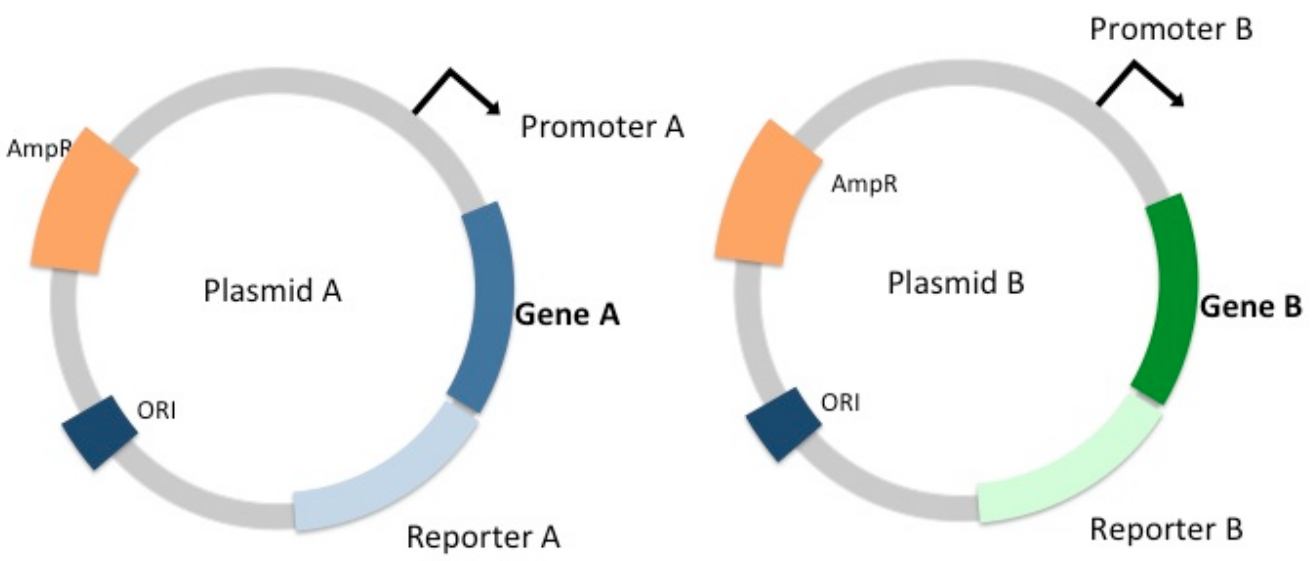 Promoter A
AmpR
Plasmid A
Gene A
ORI
Reporter A
Promoter B
AmpR
Plasmid B
Gene B
ORI
Reporter B